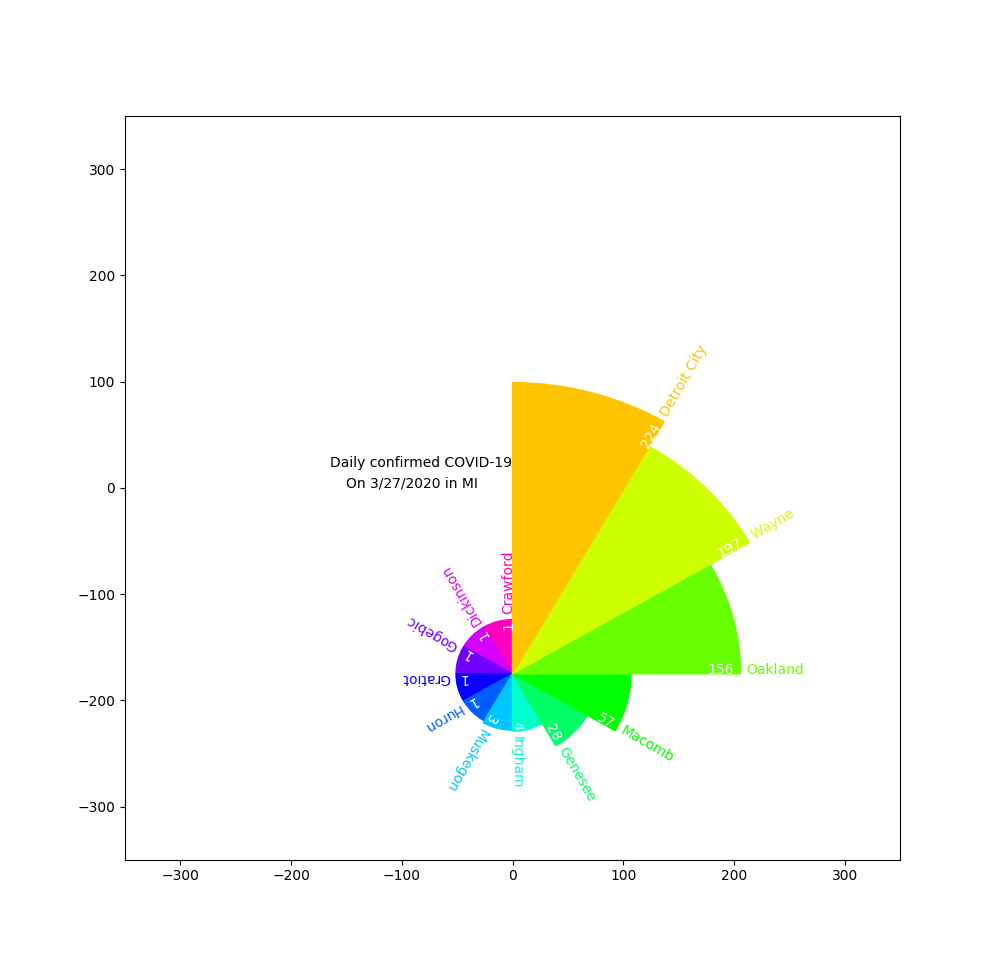 300
200
100
0
−100
−200
−300
−300
−200
−100
0
100
200
300
Daily confirmed COVID-19
On 3/27/2020 in MI
224 Detroit City
197 Wayne
156 Oakland
57 Macomb
28 Genesee
4 Ingham
3 Muskegon
1 Huron
1 Gratiot
1 Gogebic
1 Dickinson
1 Crawford